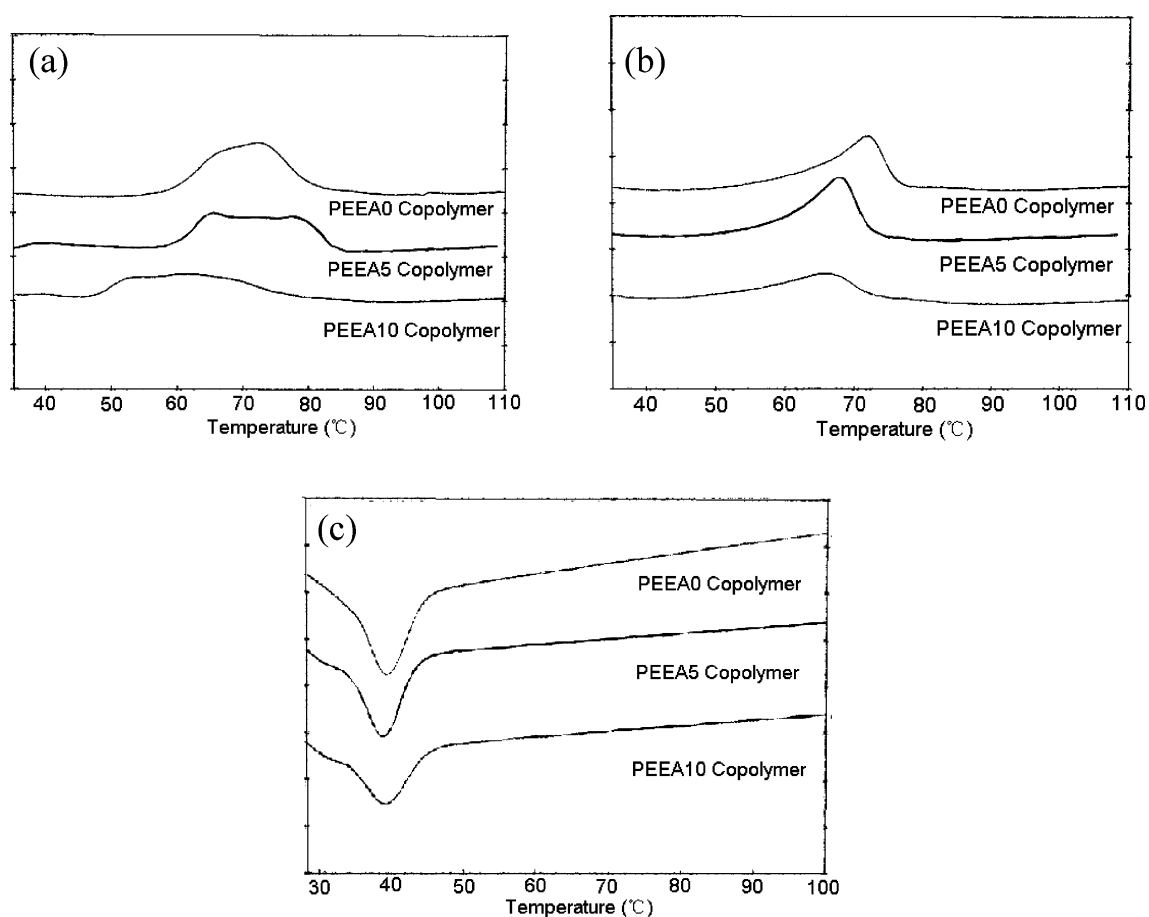 (a)
PEEA0 Copolymer
PEEA5 Copolymer
PEEA10 Copolymer
40 50 60 70 80 90 100 110
Temperature (℃)
(b)
PEEA0 Copolymer
PEEA5 Copolymer
PEEA10 Copolymer
40 50 60 70 80 90 100 110
Temperature (℃)
(c)
PEEA0 Copolymer
PEEA5 Copolymer
PEEA10 Copolymer
30 40 50 60 70 80 90 100
Temperature (℃)